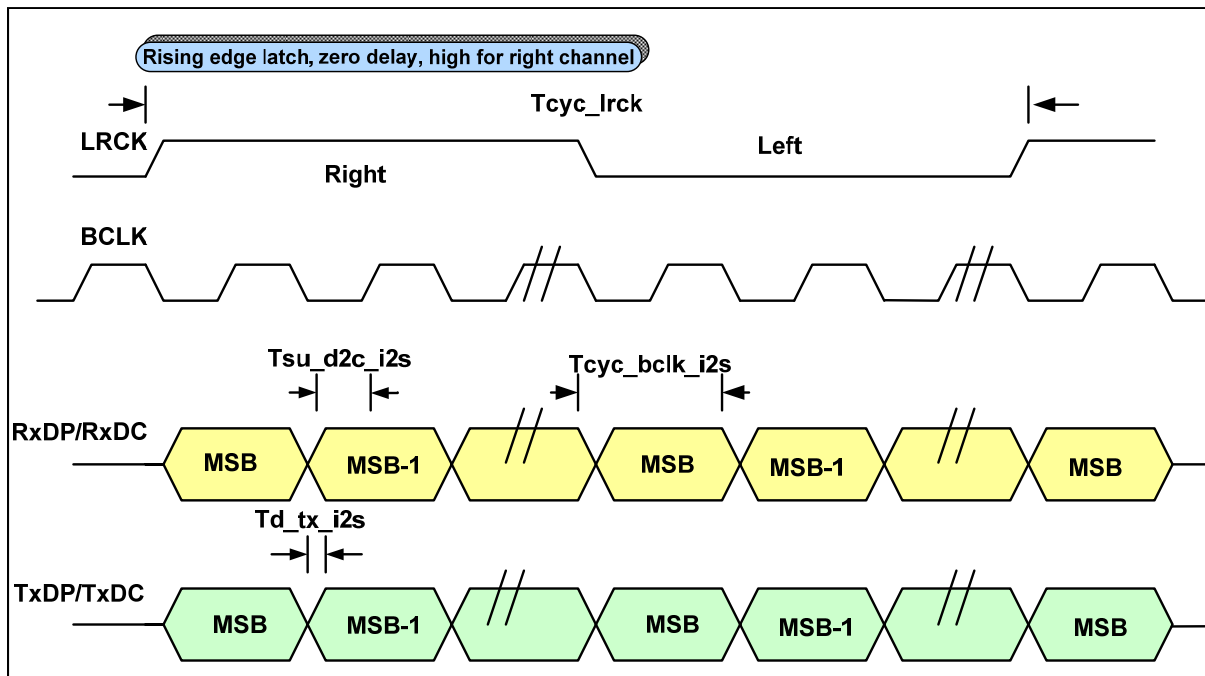 Rising edge latch, zero delay, high for right channel
Tcyc_lrck
LRCK
Right
Left
BCLK
Tsu_d2c_i2s
Tcyc_bclk_i2s
RxDP/RxDC
MSB
MSB-1
MSB
MSB-1
MSB
Td_tx_i2s
TxDP/TxDC
MSB
MSB-1
MSB
MSB-1
MSB